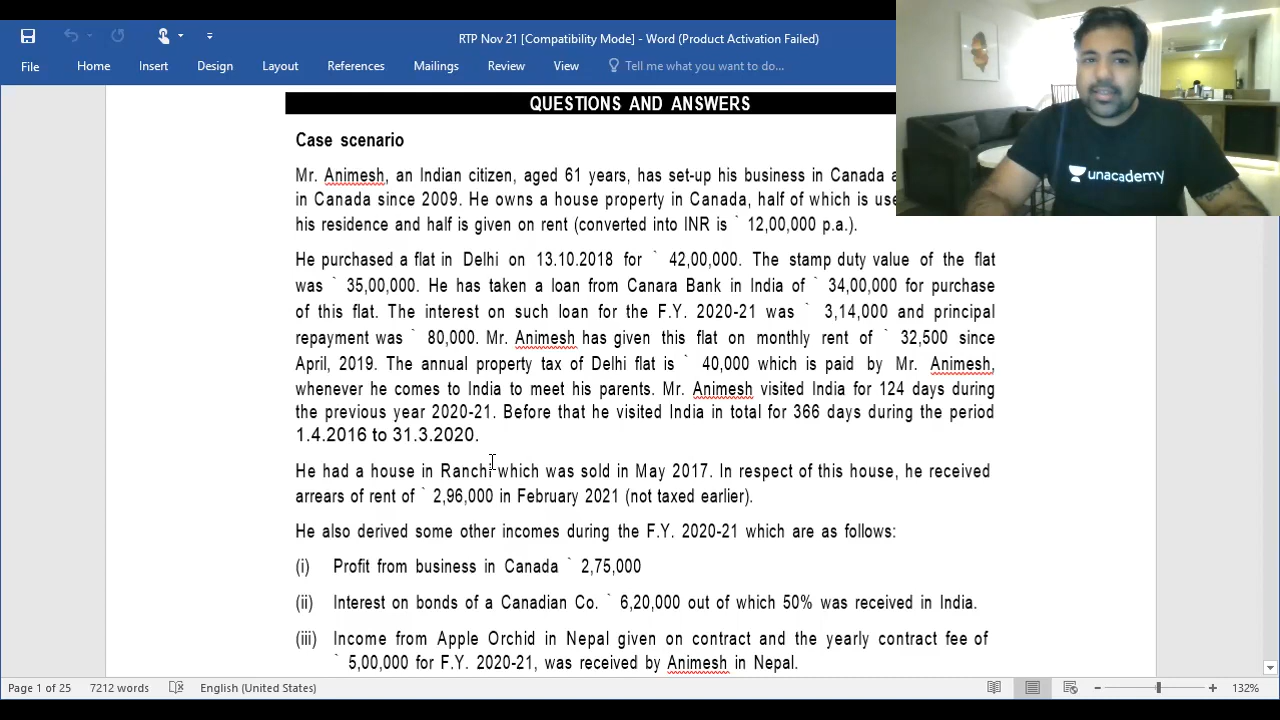 RTP Nov 21 [Compatibility Mode] - Word (Product Activation Failed)
File Home Insert Design Layout References Mailings Review View Tell me what you want to do...
QUESTIONS AND ANSWERS
Case scenario
Mr. Animesh, an Indian citizen, aged 61 years, has set-up his business in Canada
in Canada since 2009. He owns a house property in Canada, half of which is
his residence and half is given on rent (converted into INR is ` 12,00,000 p.a.).
He purchased a flat in Delhi on 13.10.2018 for ` 42,00,000. The stamp duty value of the flat
was ` 35,00,000. He has taken a loan from Canara Bank in India of ` 34,00,000 for purchase
of this flat. The interest on such loan for the F.Y. 2020-21 was ` 3,14,000 and principal
repayment was ` 80,000. Mr. Animesh has given this flat on monthly rent of ` 32,500 since
April, 2019. The annual property tax of Delhi flat is ` 40,000 which is paid by Mr. Animesh,
whenever he comes to India to meet his parents. Mr. Animesh visited India for 124 days during
the previous year 2020-21. Before that he visited India in total for 366 days during the period
1.4.2016 to 31.3.2020.
He had a house in Ranchi which was sold in May 2017. In respect of this house, he received
arrears of rent of ` 2,96,000 in February 2021 (not taxed earlier).
He also derived some other incomes during the F.Y. 2020-21 which are as follows:
(i) Profit from business in Canada ` 2,75,000
(ii) Interest on bonds of a Canadian Co. ` 6,20,000 out of which 50% was received in India.
(iii) Income from Apple Orchid in Nepal given on contract and the yearly contract fee of
` 5,00,000 for F.Y. 2020-21, was received by Animesh in Nepal.
Page 1 of 25 7212 words English (United States) 132%
unacademy